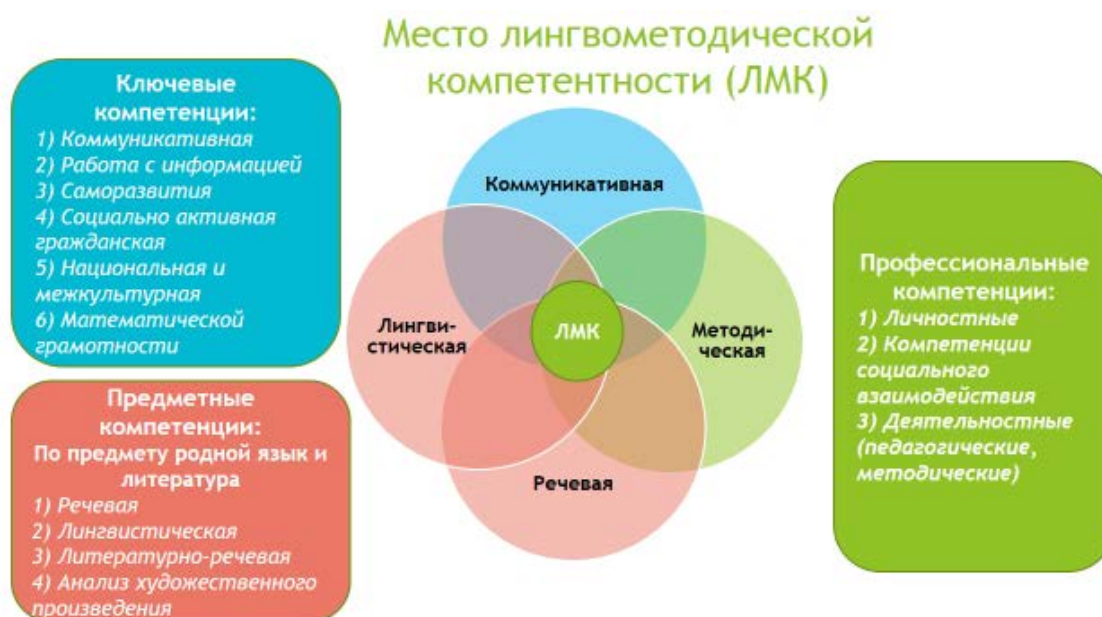 Место лингвометодической
компетентности (ЛМК)
Ключевые
компетенции:
1) Коммуникативная
2) Работа с информацией
3) Саморазвития
4) Социально активная
гражданская
5) Национальная и
межкультурная
6) Математической
грамотности
Предметные
компетенции:
По предмету родной язык и
литература
1) Речевая
2) Лингвистическая
3) Литературно-речевая
4) Анализ художественного
произведения
Коммуникативная
Лингви-
стическая
ЛМК
Методи-
ческая
Речевая
Профессиональные
компетенции:
1) Личностные
2) Компетенции
социального
взаимодействия
3) Деятельностные
(педагогические,
методические)